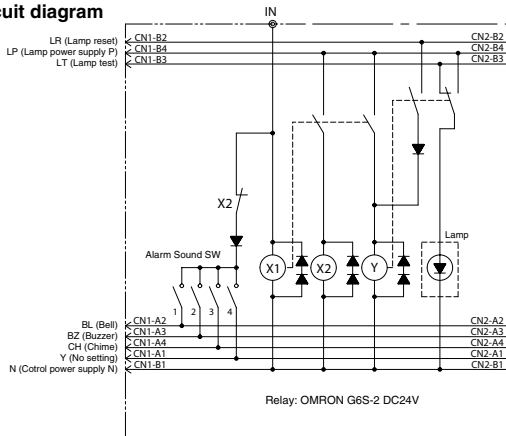 cuit diagram
IN
LR (Lamp reset) CN1-B2 CN2-B2
LP (Lamp power supply P) CN1-B4 CN2-B4
LT (Lamp test) CN1-B3 CN2-B3
X2
Lamp
Alarm Sound SW
X1 X2 Y
1 2 3 4
BL (Bell) CN1-A2 CN2-A2
BZ (Buzzer) CN1-A3 CN2-A3
CH (Chime) CN1-A4 CN2-A4
Y (No setting) CN1-A1 CN2-A1
N (Cotrol power supply N) CN1-B1 CN2-B1
Relay: OMRON G6S-2 DC24V